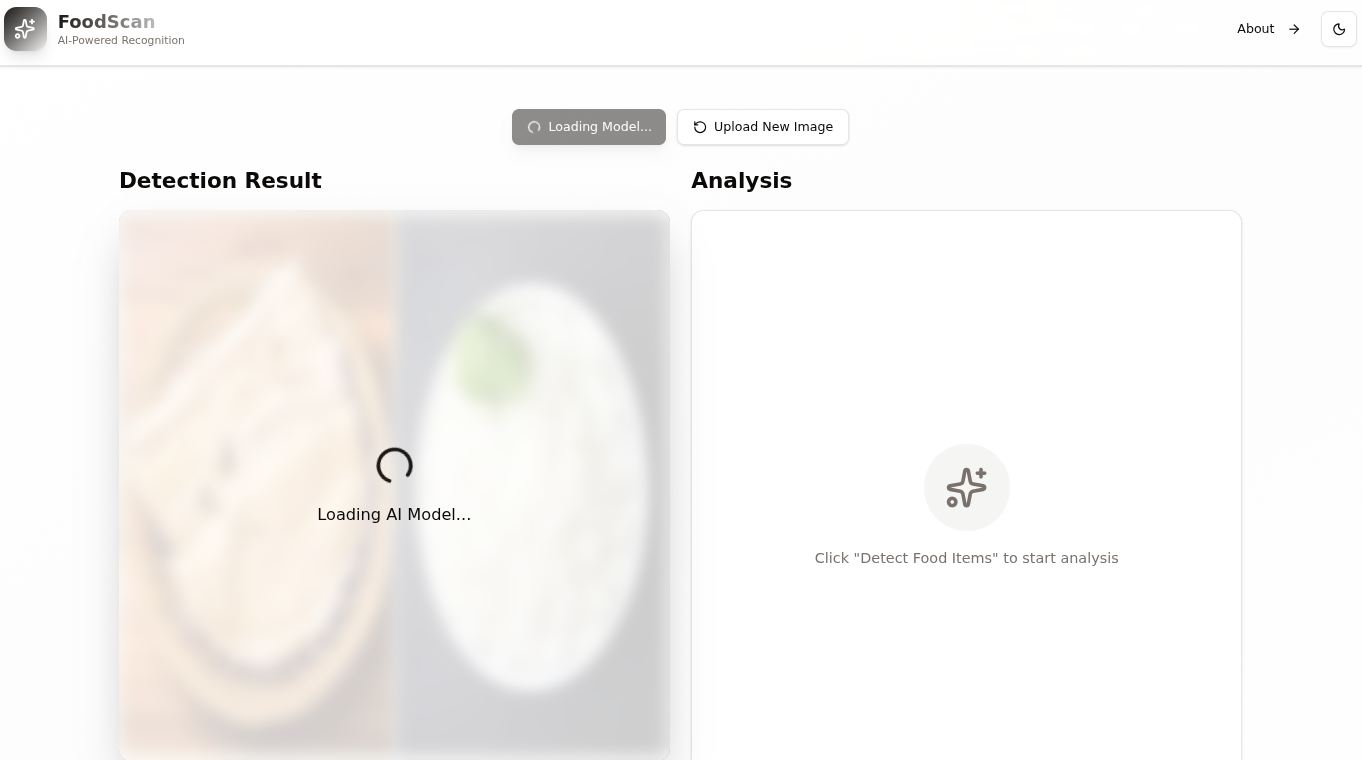 FoodScan
AI-Powered Recognition
About
Loading Model...
Upload New Image
Detection Result
Analysis
Loading AI Model...
Click "Detect Food Items" to start analysis